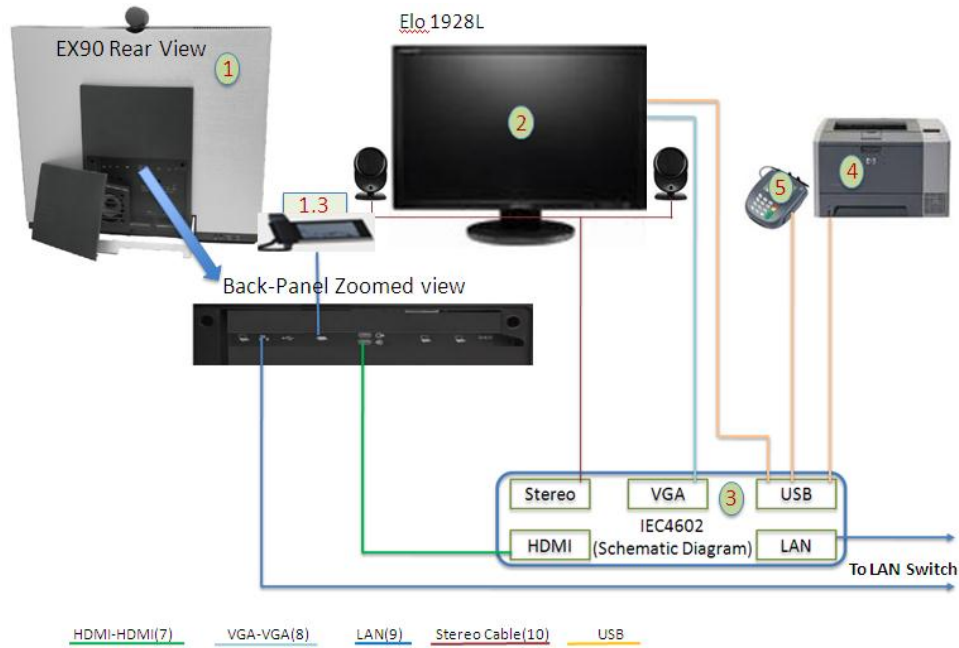 Elo 1928L
EX90 Rear View
1
2
5
4
1.3
Back-Panel Zoomed view
Stereo
VGA
3
USB
IEC4602
HDMI
(Schematic Diagram)
LAN
To LAN Switch
HDMI-HDMI(7)
VGA-VGA(8)
LAN(9)
Stereo Cable(10)
USB